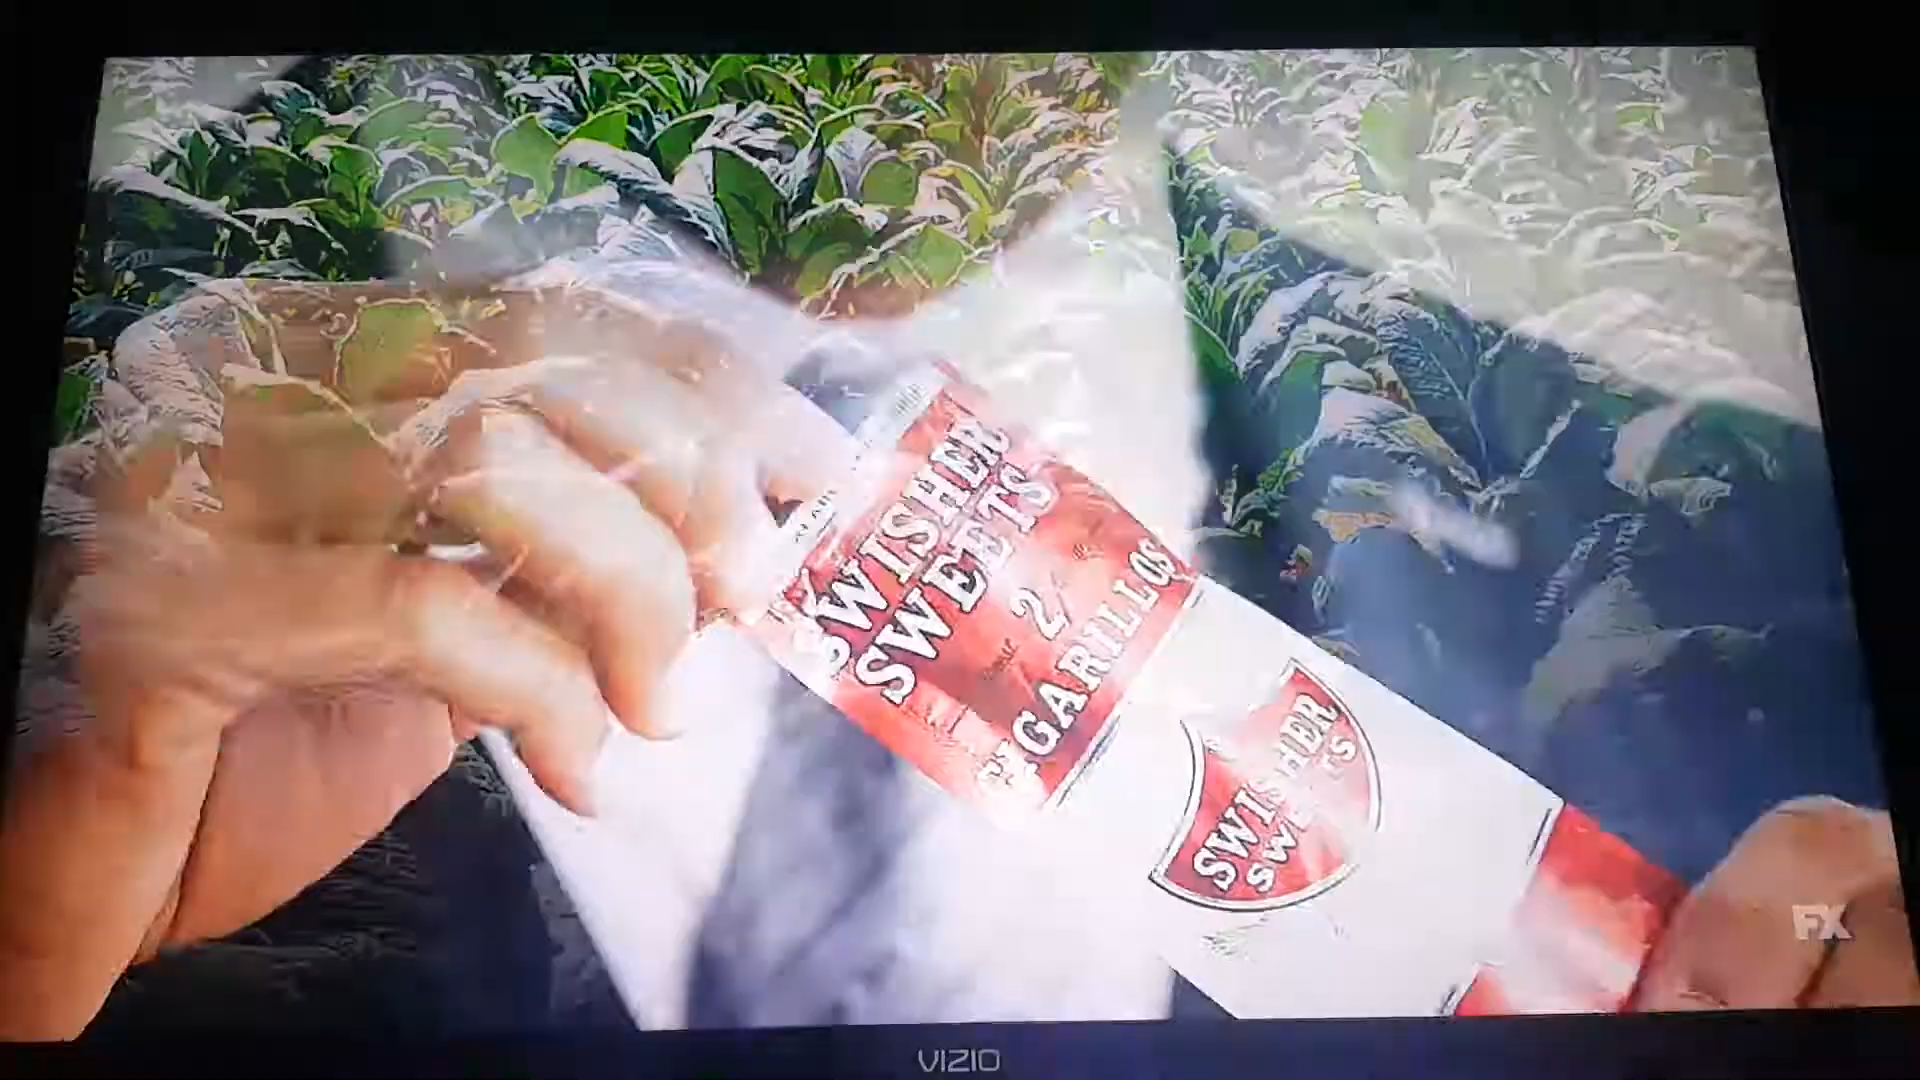 SWISHER
SWEETS
2/
CIGARILLOS
SWISHER
SWEETS
FX
VIZIO